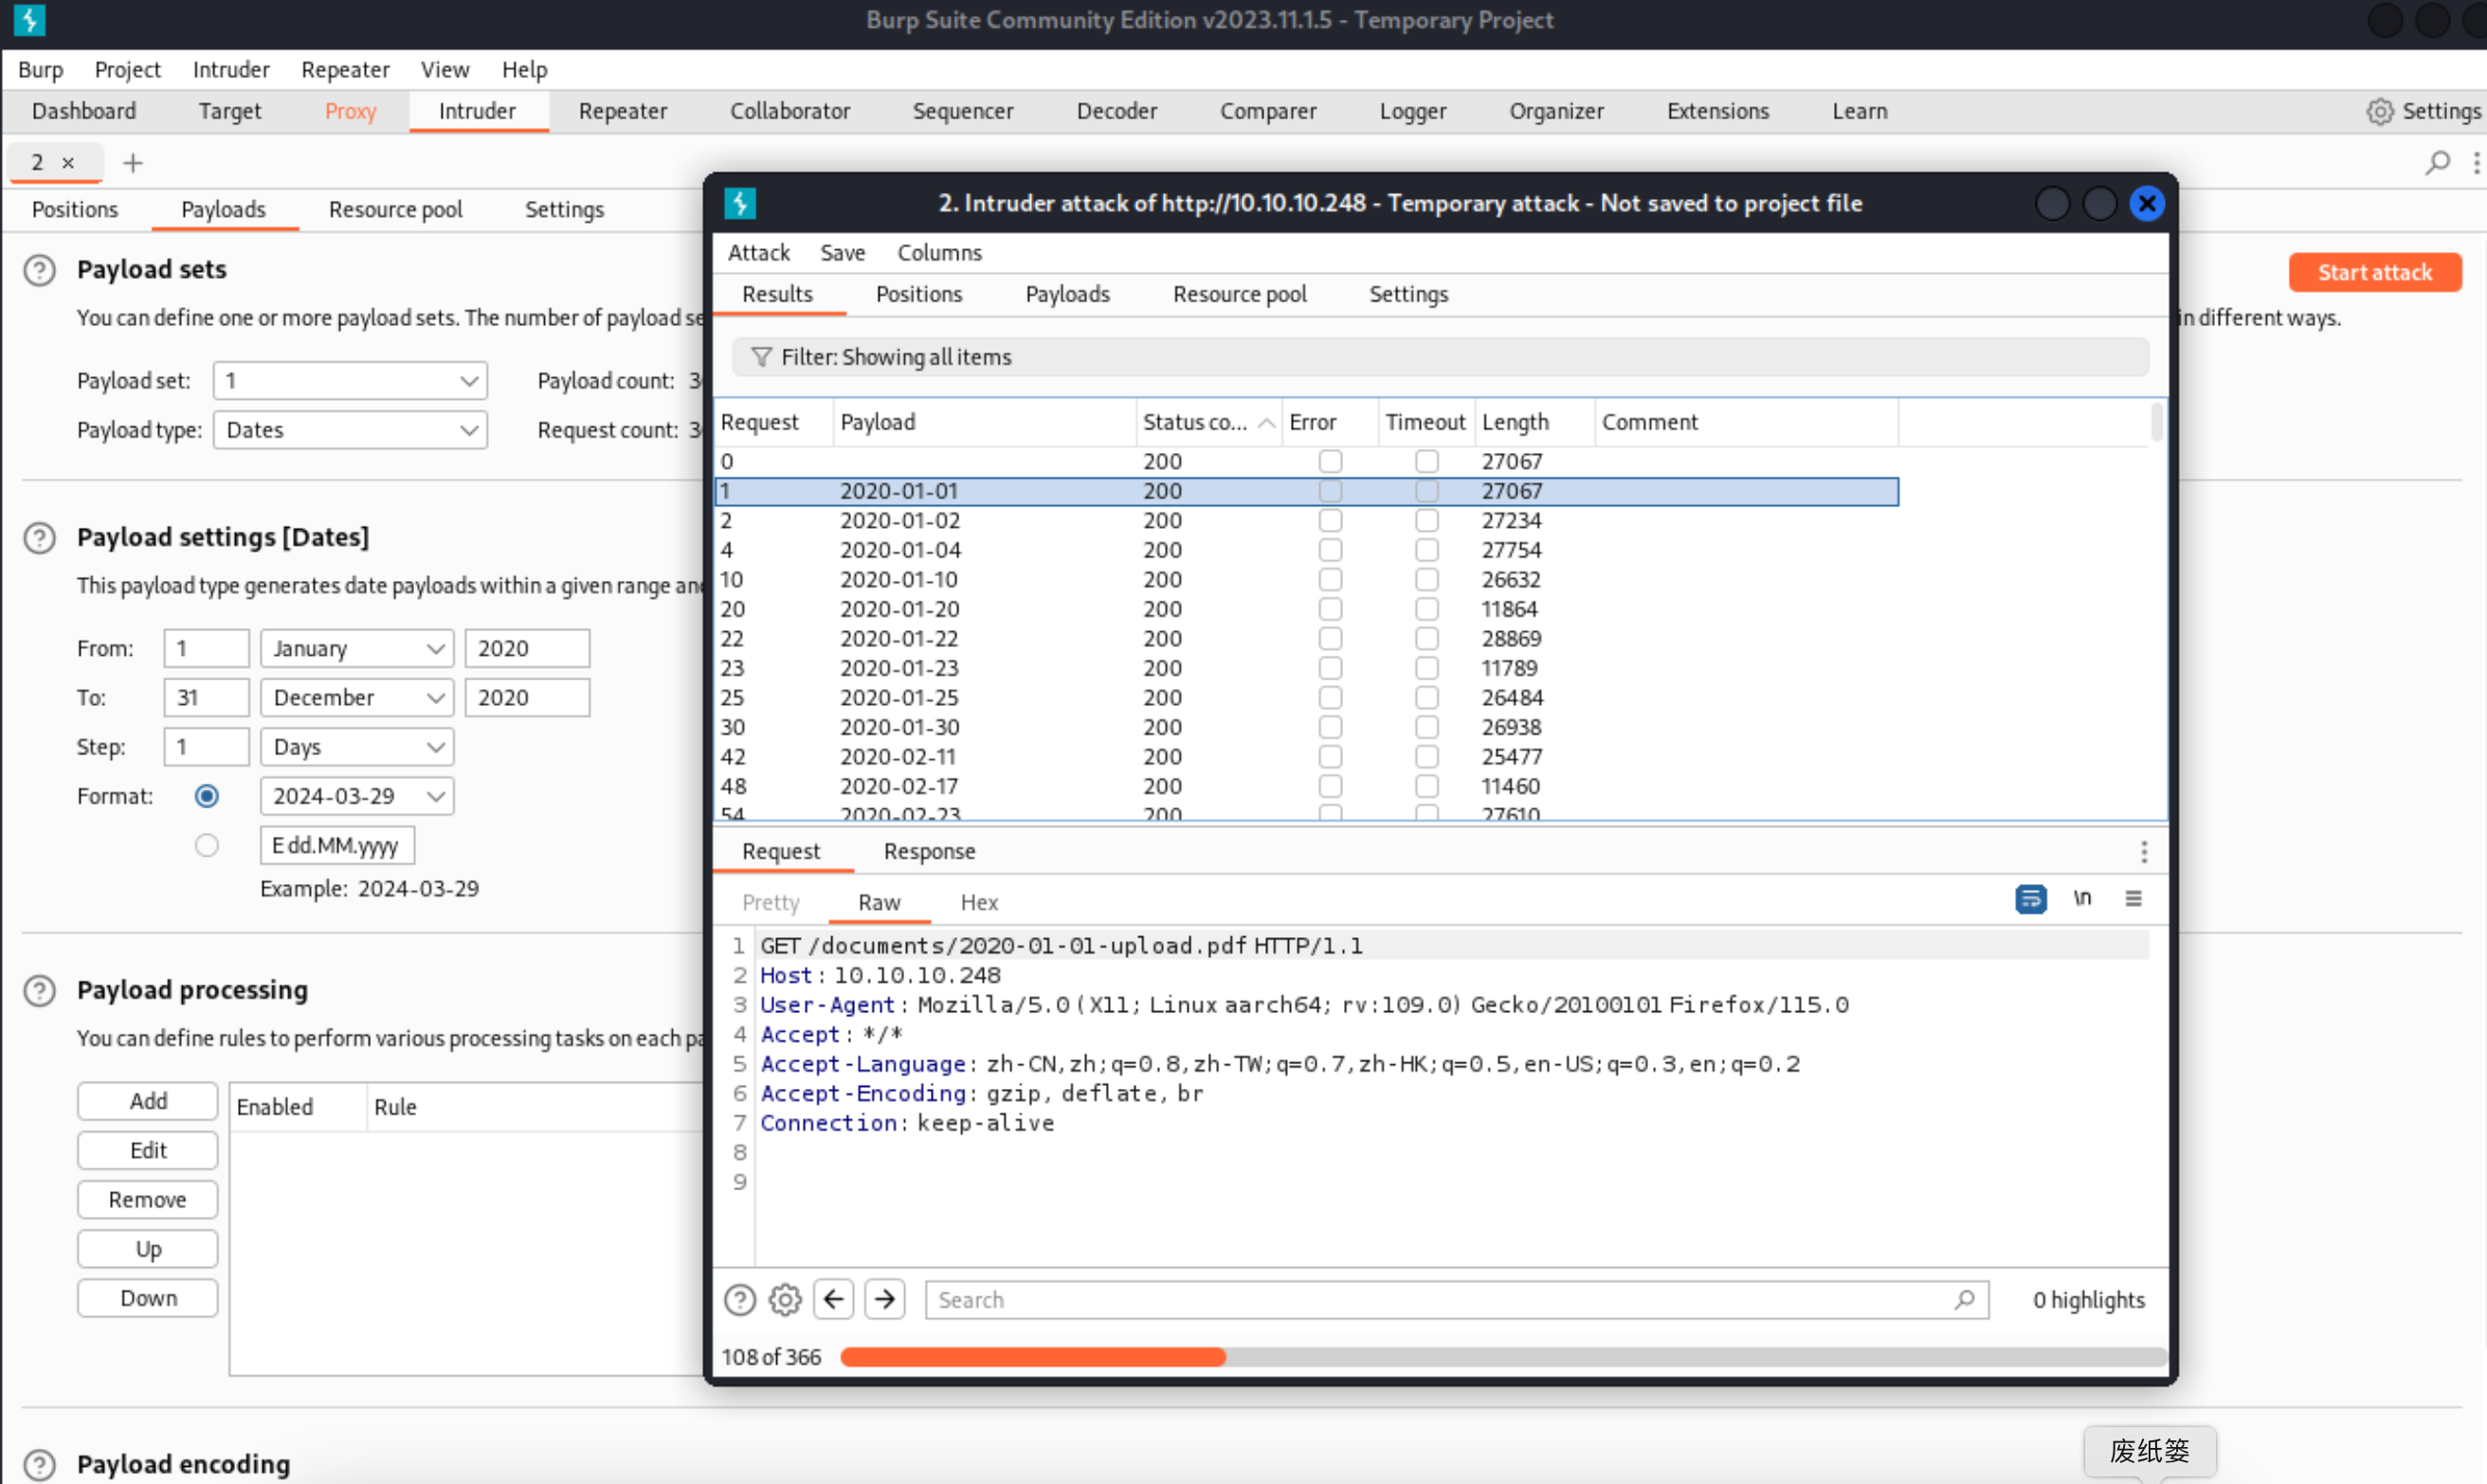 Burp Suite Community Edition v2023.11.1.5 - Temporary Project
Burp Project Intruder Repeater View Help
Dashboard Target Proxy Intruder Repeater Collaborator Sequencer Decoder Comparer Logger Organizer Extensions Learn Settings
2 × +
Positions Payloads Resource pool Settings
Payload sets
Start attack
You can define one or more payload se
in different ways.
Payload set: 1 Payload count: 3
Payload type: Dates Request count: 3
Payload settings [Dates]
This payload type generates date payloads within a given range an
From: 1 January 2020
To: 31 December 2020
Step: 1 Days
Format: 2024-03-29
E dd.MM.yyyy
Example: 2024-03-29
Payload processing
You can define rules to perform various processing tasks on each pa
Add
Edit
Remove
Up
Down
Enabled Rule
Payload encoding
2. Intruder attack of http://10.10.10.248 - Temporary attack - Not saved to project file
Attack Save Columns
Results Positions Payloads Resource pool Settings
Filter: Showing all items
Request Payload Status co... Error Timeout Length Comment
0 200 27067
1 2020-01-01 200 27067
2 2020-01-02 200 27234
4 2020-01-04 200 27754
10 2020-01-10 200 26632
20 2020-01-20 200 11864
22 2020-01-22 200 28869
23 2020-01-23 200 11789
25 2020-01-25 200 26484
30 2020-01-30 200 26938
42 2020-02-11 200 25477
48 2020-02-17 200 11460
54 2020-02-23 200 27610
Request Response
Pretty Raw Hex \n
1 GET /documents/2020-01-01-upload.pdf HTTP/1.1
2 Host: 10.10.10.248
3 User-Agent: Mozilla/5.0 (X11; Linux aarch64; rv:109.0) Gecko/20100101 Firefox/115.0
4 Accept: */*
5 Accept-Language: zh-CN,zh;q=0.8,zh-TW;q=0.7,zh-HK;q=0.5,en-US;q=0.3,en;q=0.2
6 Accept-Encoding: gzip, deflate, br
7 Connection: keep-alive
8
9
Search 0 highlights
108 of 366
废纸篓